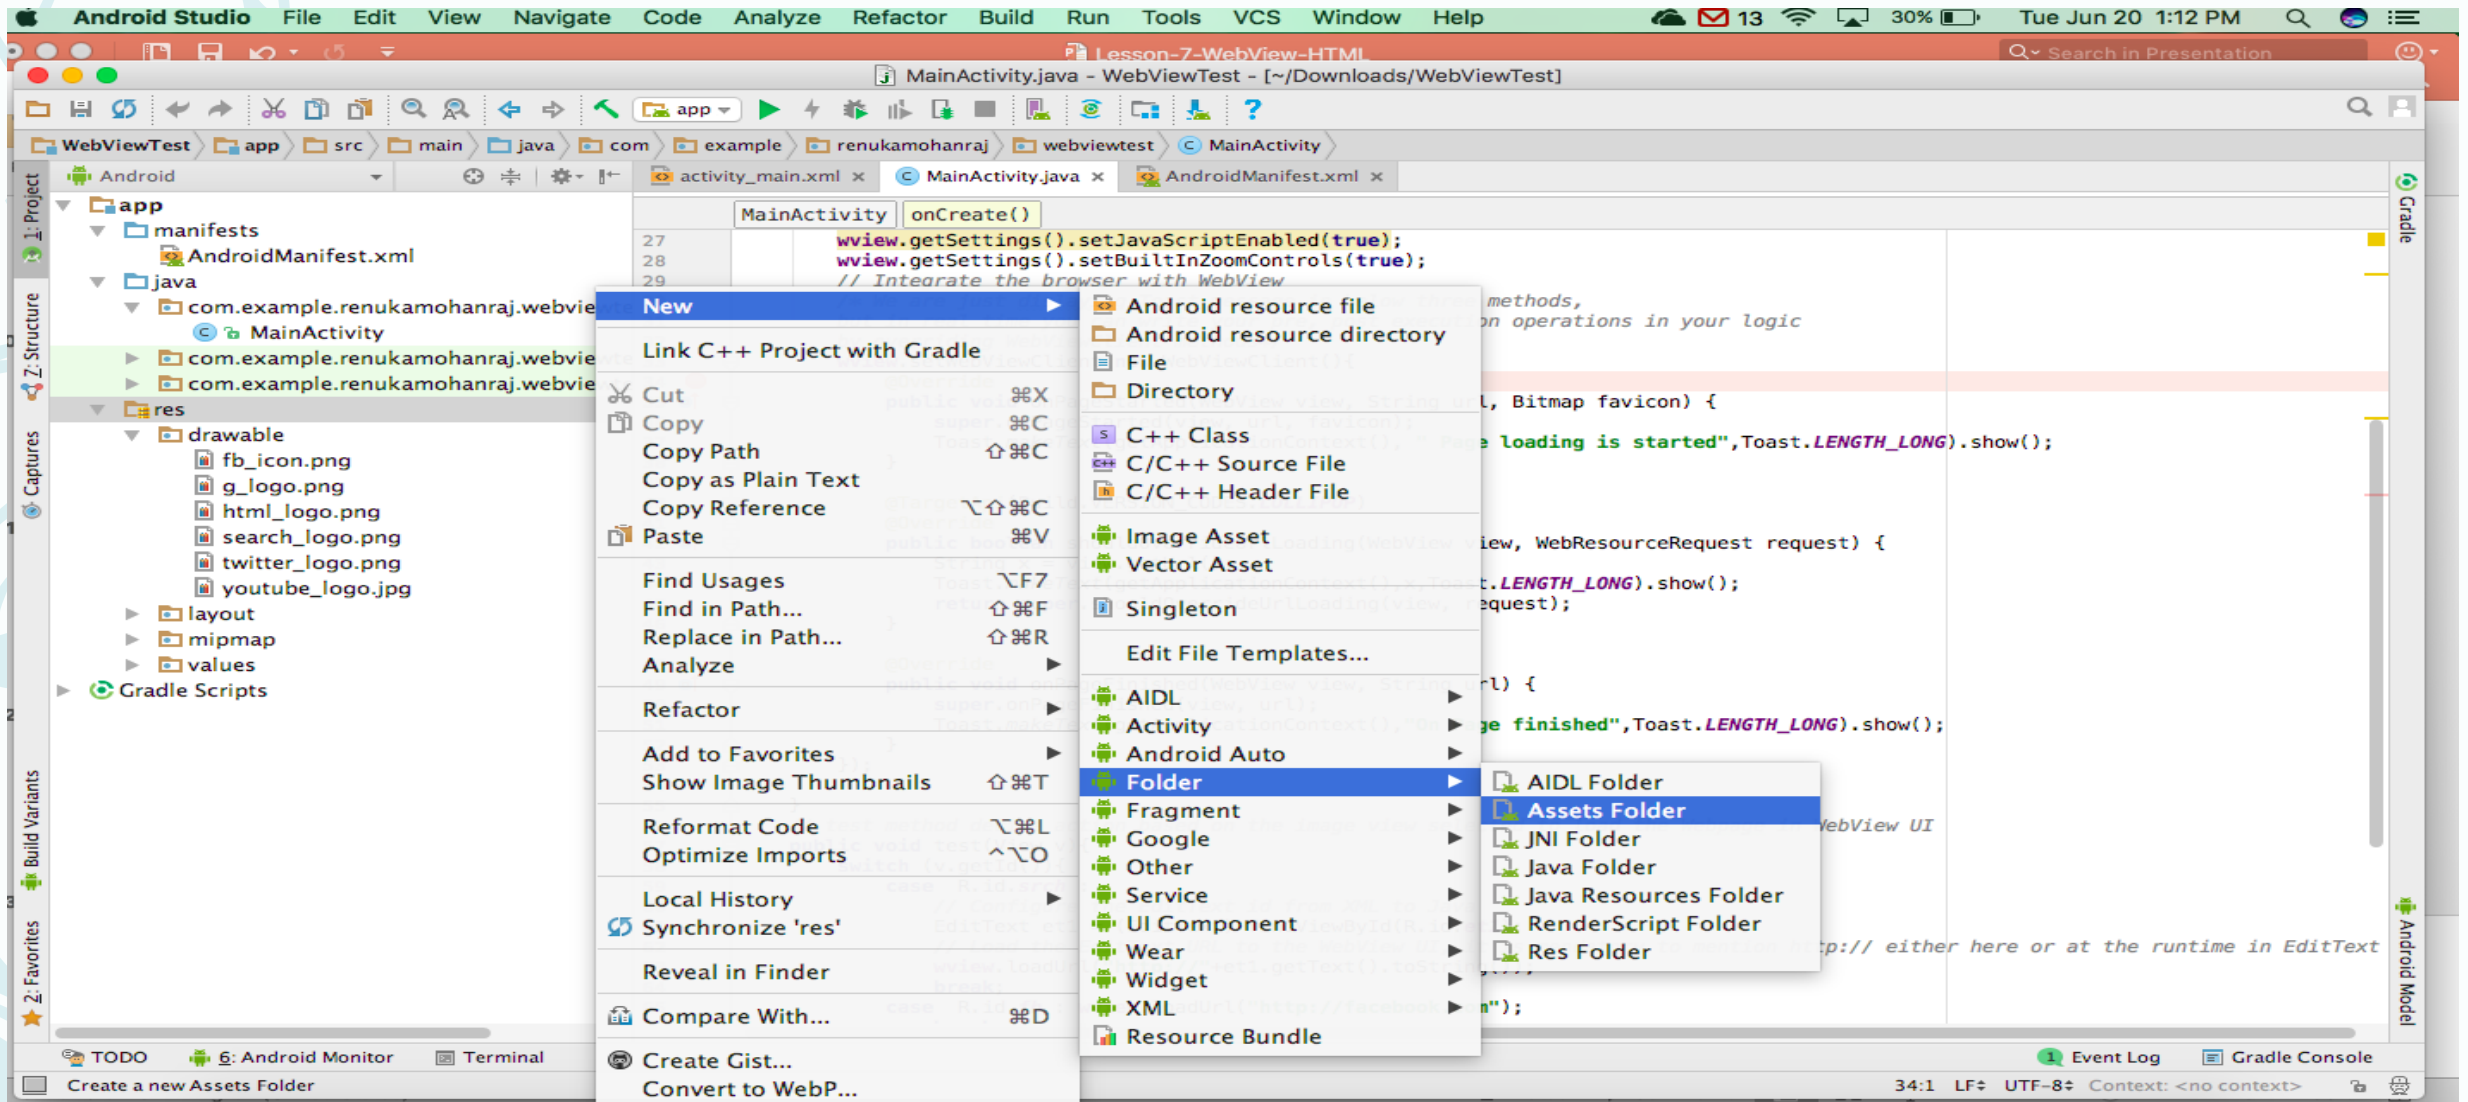 Android Studio File Edit View Navigate Code Analyze Refactor Build Run Tools VCS Window Help 13 30% Tue Jun 20 1:12 PM
Lesson-7-WebView-HTML Search in Presentation
MainActivity.java - WebViewTest - [~/Downloads/WebViewTest]
app
WebViewTest app src main java com example renukamohanraj webviewtest MainActivity
Android activity_main.xml MainActivity.java AndroidManifest.xml
1: Project
7: Structure
Captures
Build Variants
2: Favorites
app
manifests
AndroidManifest.xml
java
com.example.renukamohanraj.webvie
MainActivity
com.example.renukamohanraj.webvie
com.example.renukamohanraj.webvie
res
drawable
fb_icon.png
g_logo.png
html_logo.png
search_logo.png
twitter_logo.png
youtube_logo.jpg
layout
mipmap
values
Gradle Scripts
MainActivity onCreate()
27 wview.getSettings().setJavaScriptEnabled(true);
28 wview.getSettings().setBuiltInZoomControls(true);
29 // Integrate the browser with WebView
methods,
on operations in your logic
, Bitmap favicon) {
loading is started",Toast.LENGTH_LONG).show();
iew, WebResourceRequest request) {
t.LENGTH_LONG).show();
equest);
rl) {
ge finished",Toast.LENGTH_LONG).show();
WebView UI
tp:// either here or at the runtime in EditText
");
New
Link C++ Project with Gradle
Cut ⌘X
Copy ⌘C
Copy Path ⇧⌘C
Copy as Plain Text
Copy Reference ⌥⇧⌘C
Paste ⌘V
Find Usages ⌥F7
Find in Path... ⇧⌘F
Replace in Path... ⇧⌘R
Analyze
Refactor
Add to Favorites
Show Image Thumbnails ⇧⌘T
Reformat Code ⌥⌘L
Optimize Imports ^⌥O
Local History
Synchronize 'res'
Reveal in Finder
Compare With... ⌘D
Create Gist...
Convert to WebP...
Android resource file
Android resource directory
File
Directory
C++ Class
C/C++ Source File
C/C++ Header File
Image Asset
Vector Asset
Singleton
Edit File Templates...
AIDL
Activity
Android Auto
Folder
Fragment
Google
Other
Service
UI Component
Wear
Widget
XML
Resource Bundle
AIDL Folder
Assets Folder
JNI Folder
Java Folder
Java Resources Folder
RenderScript Folder
Res Folder
Gradle
Android Model
TODO 6: Android Monitor Terminal 1 Event Log Gradle Console
Create a new Assets Folder 34:1 LF UTF-8 Context: <no context>